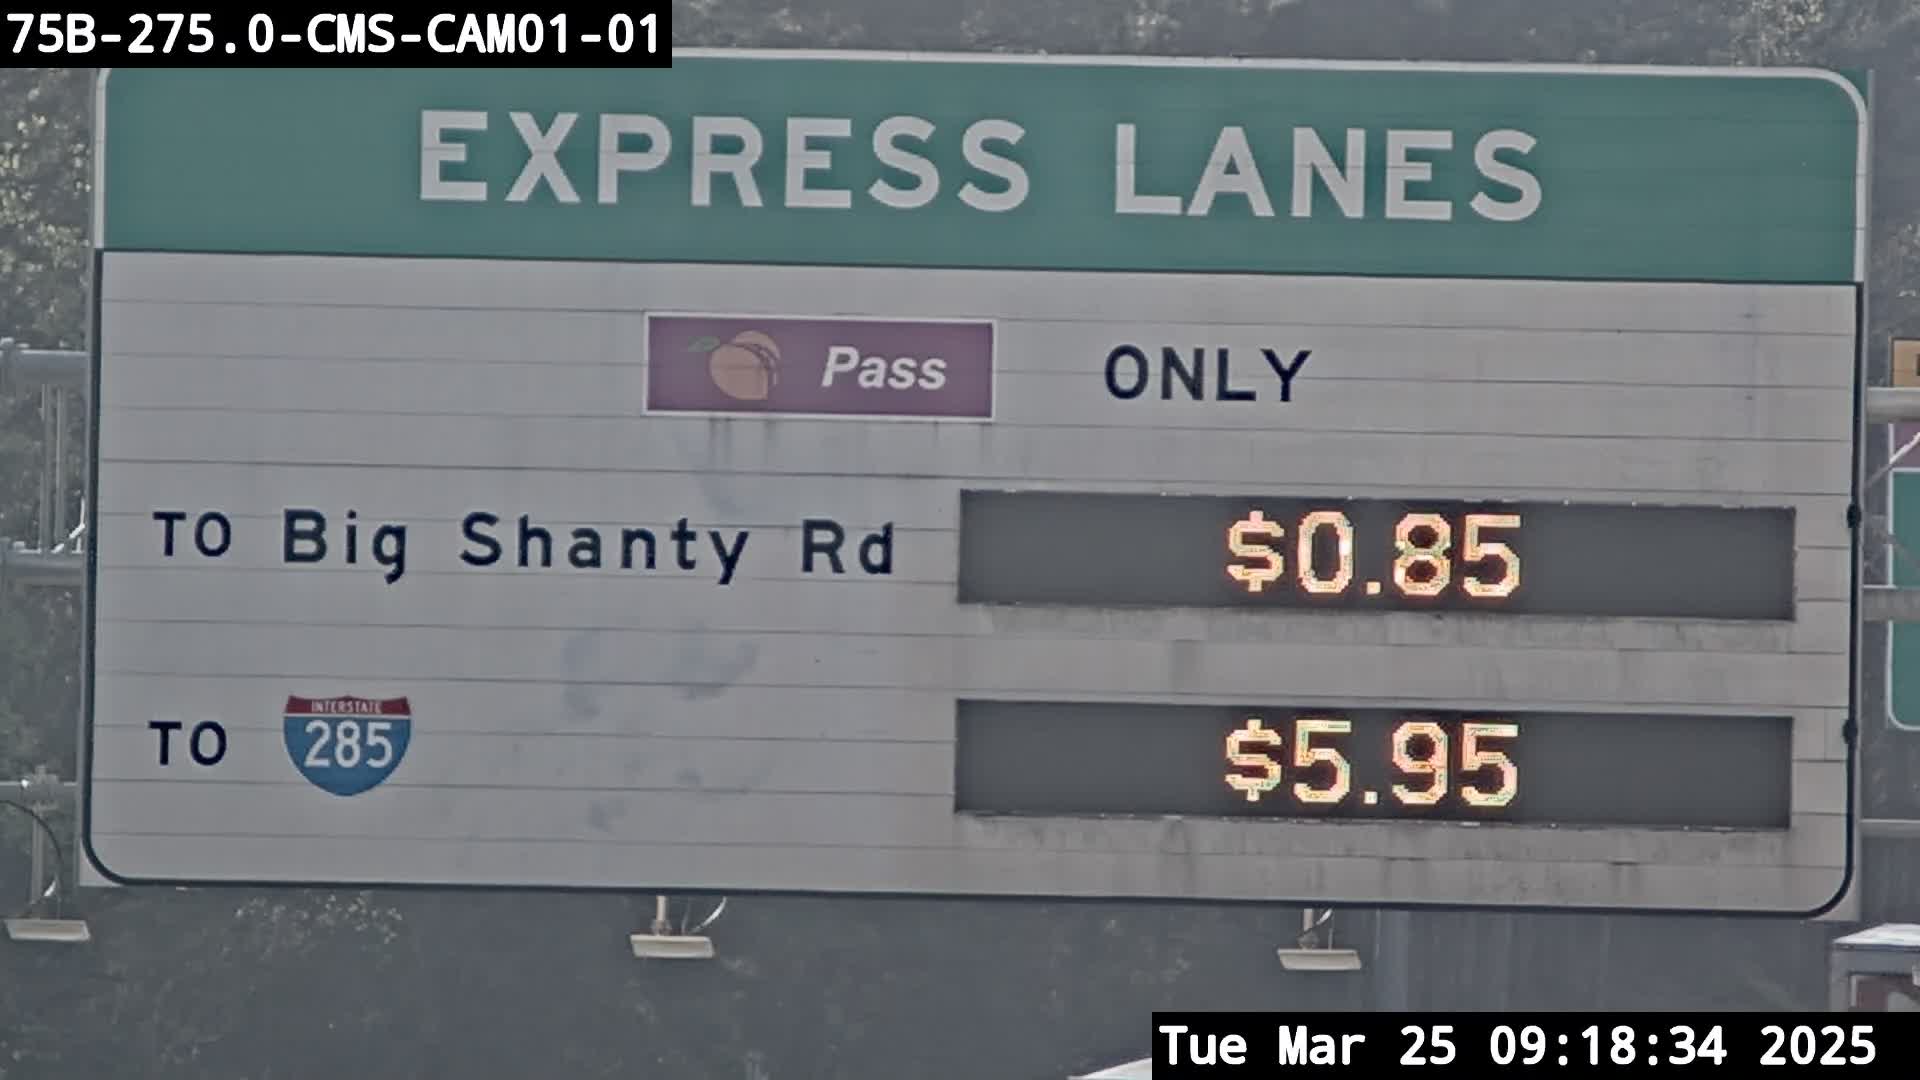 75B-275.0-CMS-CAM01-01
EXPRESS LANES
Pass ONLY
TO Big Shanty Rd $0.85
TO INTERSTATE 285 $5.95
Tue Mar 25 09:18:34 2025